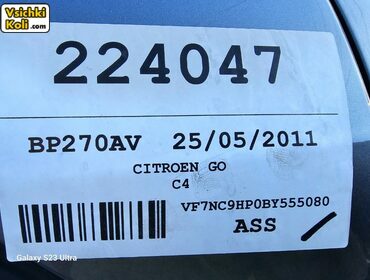 Vsichki
Koli.com
224047
BP270AV 25/05/2011
CITROEN GO
C4
VF7NC9HP0BY555080
ASS
Galaxy S23 Ultra